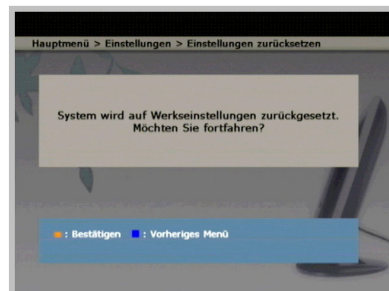 Hauptmenü > Einstellungen > Einstellungen zurücksetzen
System wird auf Werkseinstellungen zurückgesetzt.
Möchten Sie fortfahren?
: Bestätigen : Vorheriges Menü